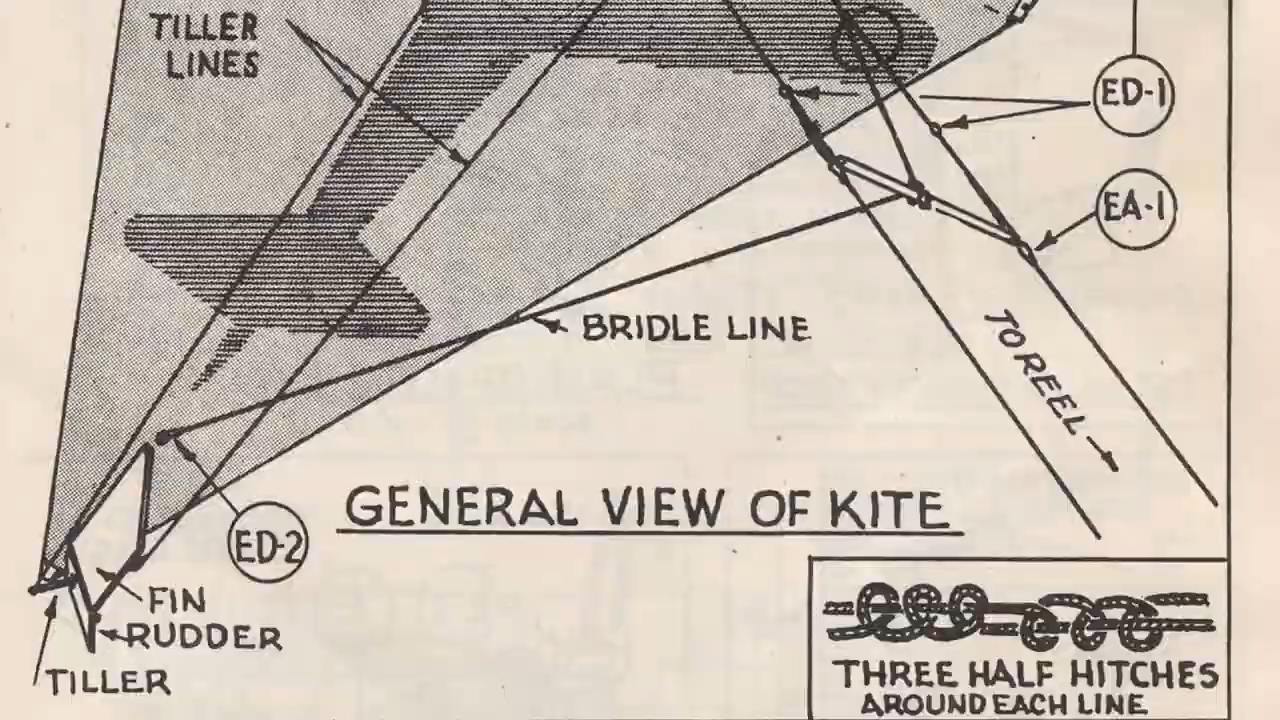 TILLER
LINES
ED-1
EA-1
BRIDLE LINE
TO REEL
GENERAL VIEW OF KITE
ED-2
FIN
RUDDER
TILLER
THREE HALF HITCHES
AROUND EACH LINE